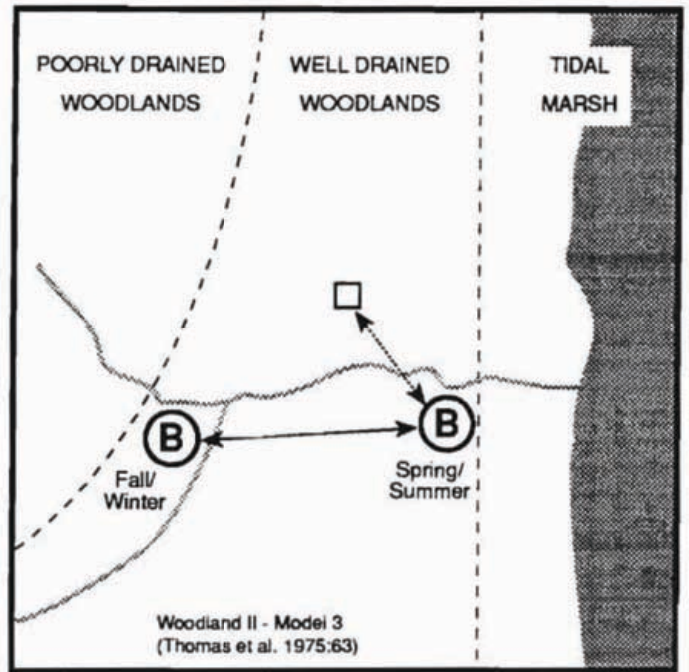 POORLY DRAINED
WOODLANDS
WELL DRAINED
WOODLANDS
TIDAL
MARSH
B
Fall/
Winter
B
Spring/
Summer
Woodland II - Model 3
(Thomas et al. 1975:63)